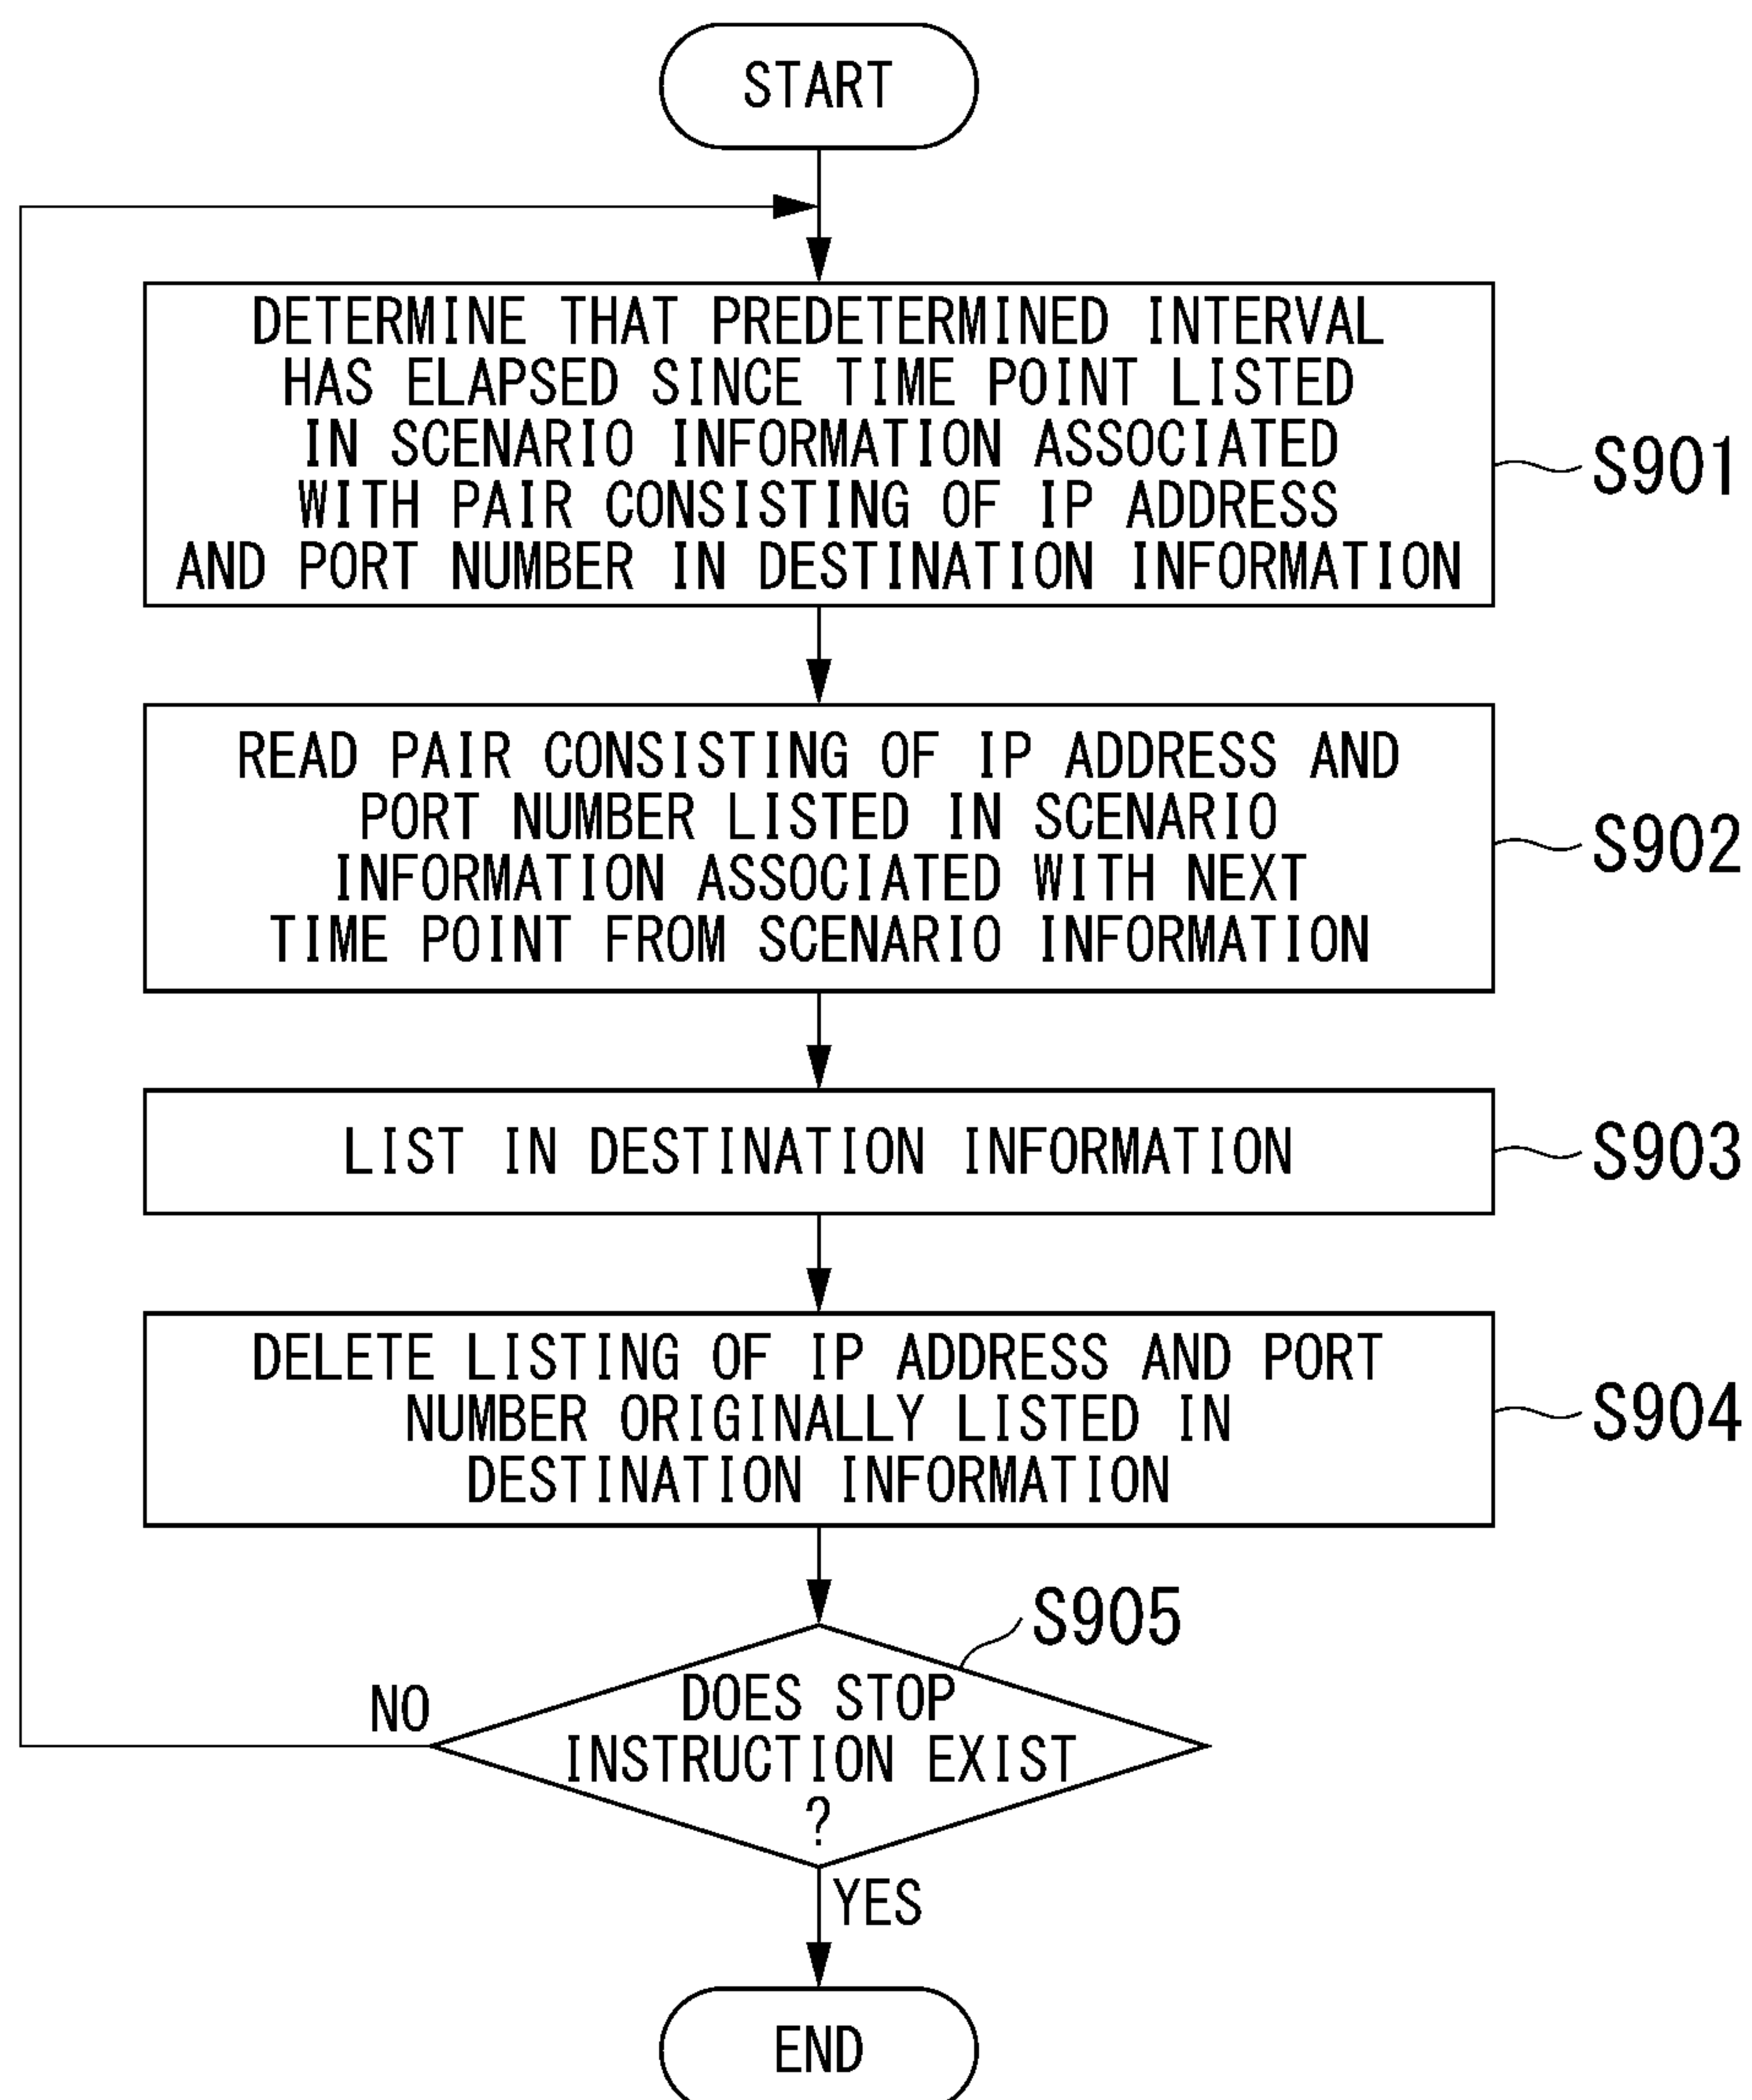 START
DETERMINE THAT PREDETERMINED INTERVAL
HAS ELAPSED SINCE TIME POINT LISTED
IN SCENARIO INFORMATION ASSOCIATED
WITH PAIR CONSISTING OF IP ADDRESS
AND PORT NUMBER IN DESTINATION INFORMATION
S901
READ PAIR CONSISTING OF IP ADDRESS AND
PORT NUMBER LISTED IN SCENARIO
INFORMATION ASSOCIATED WITH NEXT
TIME POINT FROM SCENARIO INFORMATION
S902
LIST IN DESTINATION INFORMATION
S903
DELETE LISTING OF IP ADDRESS AND PORT
NUMBER ORIGINALLY LISTED IN
DESTINATION INFORMATION
S904
S905
DOES STOP
INSTRUCTION EXIST
?
NO
YES
END